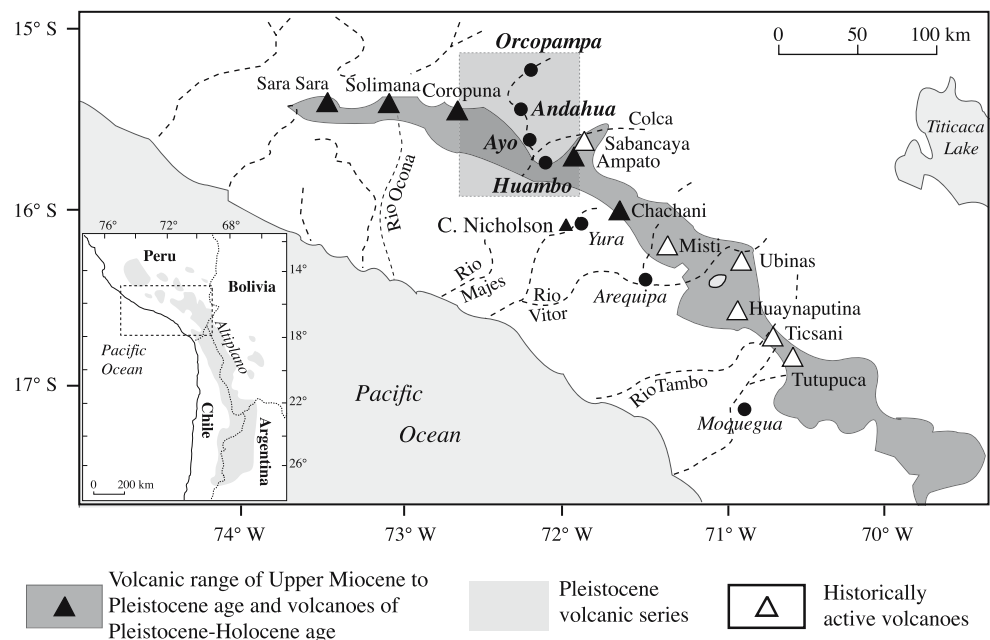 15° S
16° S
17° S
74° W
73° W
72° W
71° W
70° W
0 50 100 km
Orcopampa
Sara Sara
Solimana
Coropuna
Andahua
Colca
Ayo
Sabancaya
Ampato
Huambo
Titicaca
Lake
Rio Ocona
C. Nicholson
Chachani
Yura
Misti
Ubinas
Rio
Majes
Arequipa
Rio
Vitor
Huaynaputina
Ticsani
Rio Tambo
Tutupuca
Moquegua
Pacific
Ocean
76° 72° 68°
Peru
14°
Bolivia
18°
Altiplano
Pacific
Ocean
22°
Chile
Argentina
26°
0 200 km
Volcanic range of Upper Miocene to
Pleistocene age and volcanoes of
Pleistocene-Holocene age
Pleistocene
volcanic series
Historically
active volcanoes